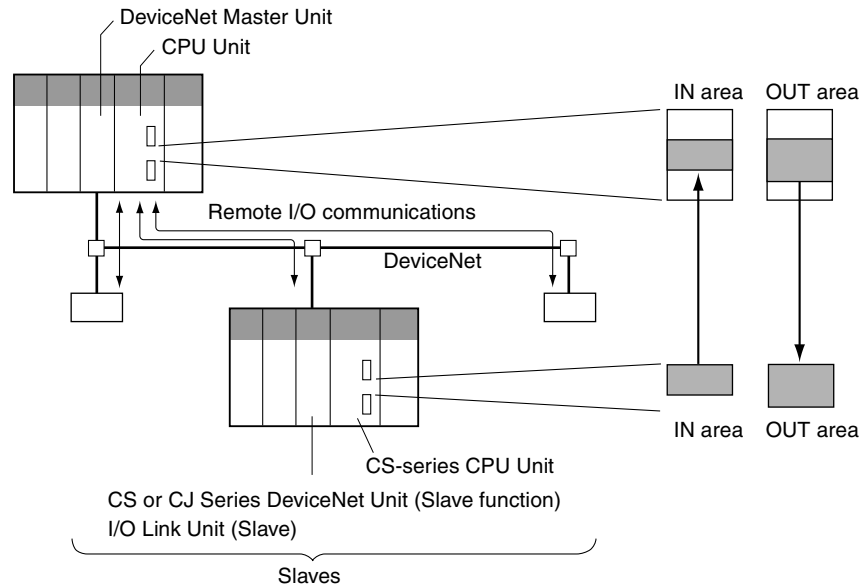 DeviceNet Master Unit
CPU Unit
IN area
OUT area
Remote I/O communications
DeviceNet
IN area
OUT area
CS-series CPU Unit
CS or CJ Series DeviceNet Unit (Slave function)
I/O Link Unit (Slave)
Slaves